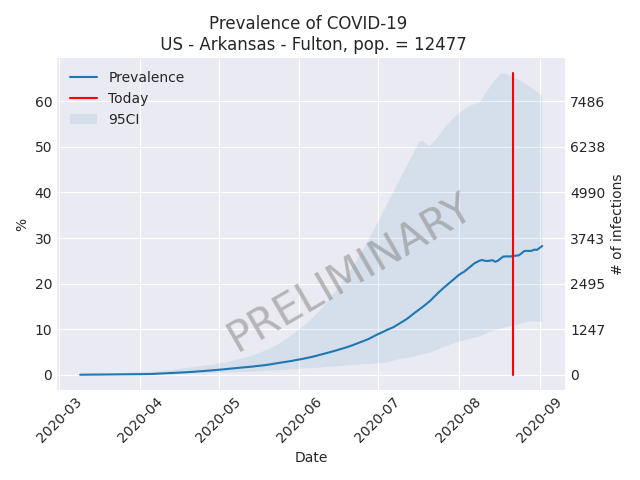 Prevalence of COVID-19
US - Arkansas - Fulton, pop. = 12477
Prevalence
Today
95CI
60
50
40
30
20
10
0
%
7486
6238
4990
3743
2495
1247
0
# of infections
PRELIMINARY
2020-03
2020-04
2020-05
2020-06
2020-07
2020-08
2020-09
Date